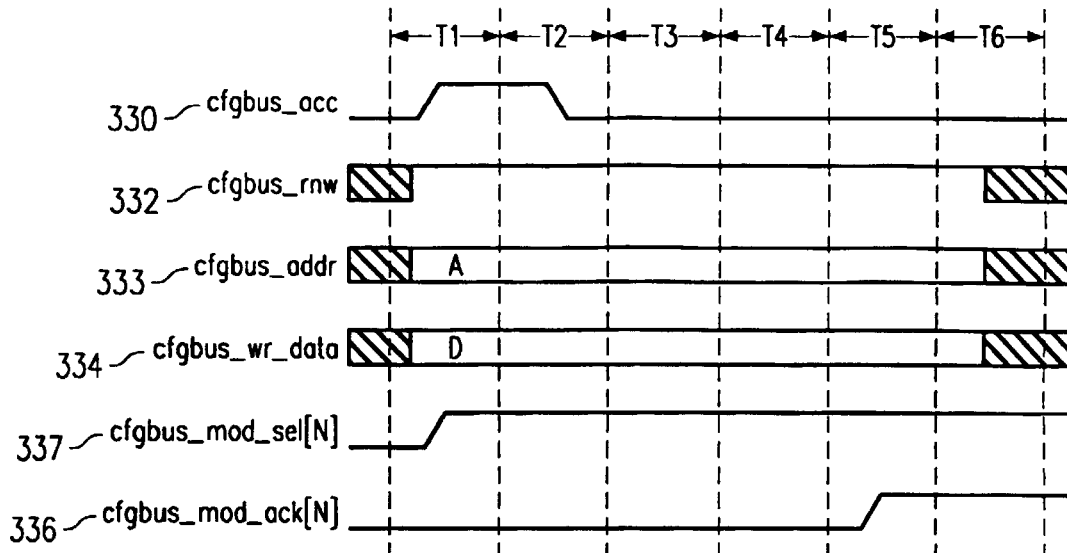 T1 T2 T3 T4 T5 T6
330 cfgbus_acc
332 cfgbus_rnw
333 cfgbus_addr A
334 cfgbus_wr_data D
337 cfgbus_mod_sel[N]
336 cfgbus_mod_ack[N]